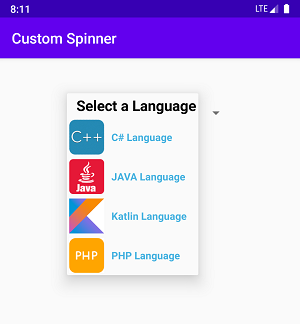 8:11 LTE
Custom Spinner
Select a Language
C++ C# Language
Java JAVA Language
Katlin Language
PHP PHP Language